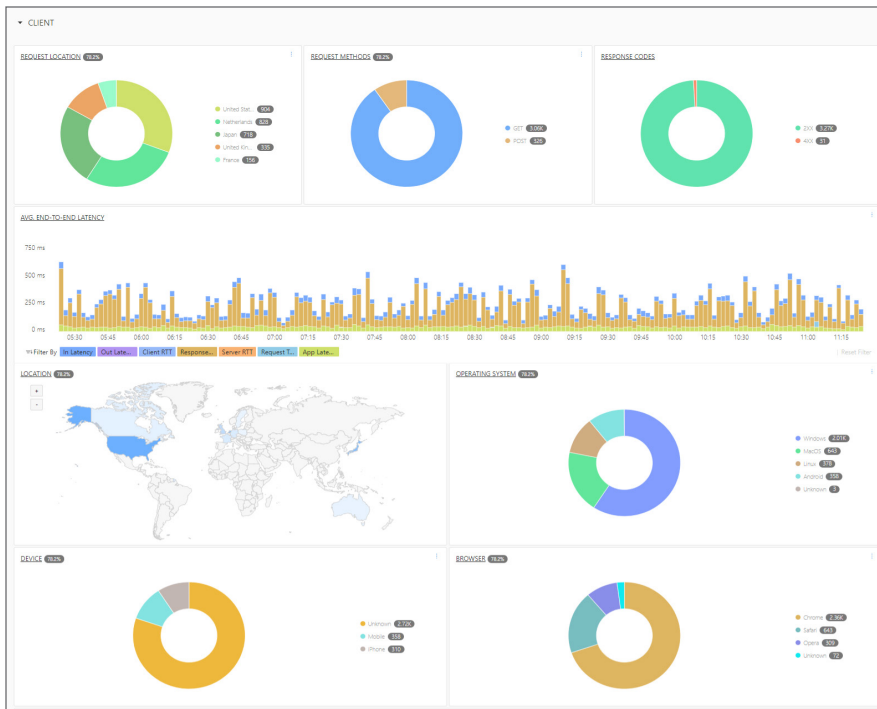 CLIENT
REQUEST LOCATION 78.2%
United Stat... 904
Netherlands 828
Japan 718
United Kin... 335
France 156
REQUEST METHODS 78.2%
GET 3.06K
POST 326
RESPONSE CODES
2XX 3.27K
4XX 31
AVG. END-TO-END LATENCY
750 ms
500 ms
250 ms
0 ms
05:30 05:45 06:00 06:15 06:30 06:45 07:00 07:15 07:30 07:45 08:00 08:15 08:30 08:45 09:00 09:15 09:30 09:45 10:00 10:15 10:30 10:45 11:00 11:15
Filter By In Latency Out Late... Client RTT Response... Server RTT Request T... App Late... Reset Filter
LOCATION 78.2%
+
-
OPERATING SYSTEM 78.2%
Windows 2.01K
MacOS 643
Linux 378
Android 358
Unknown 3
DEVICE 78.2%
Unknown 2.72K
Mobile 358
iPhone 310
BROWSER 78.2%
Chrome 2.36K
Safari 643
Opera 309
Unknown 72